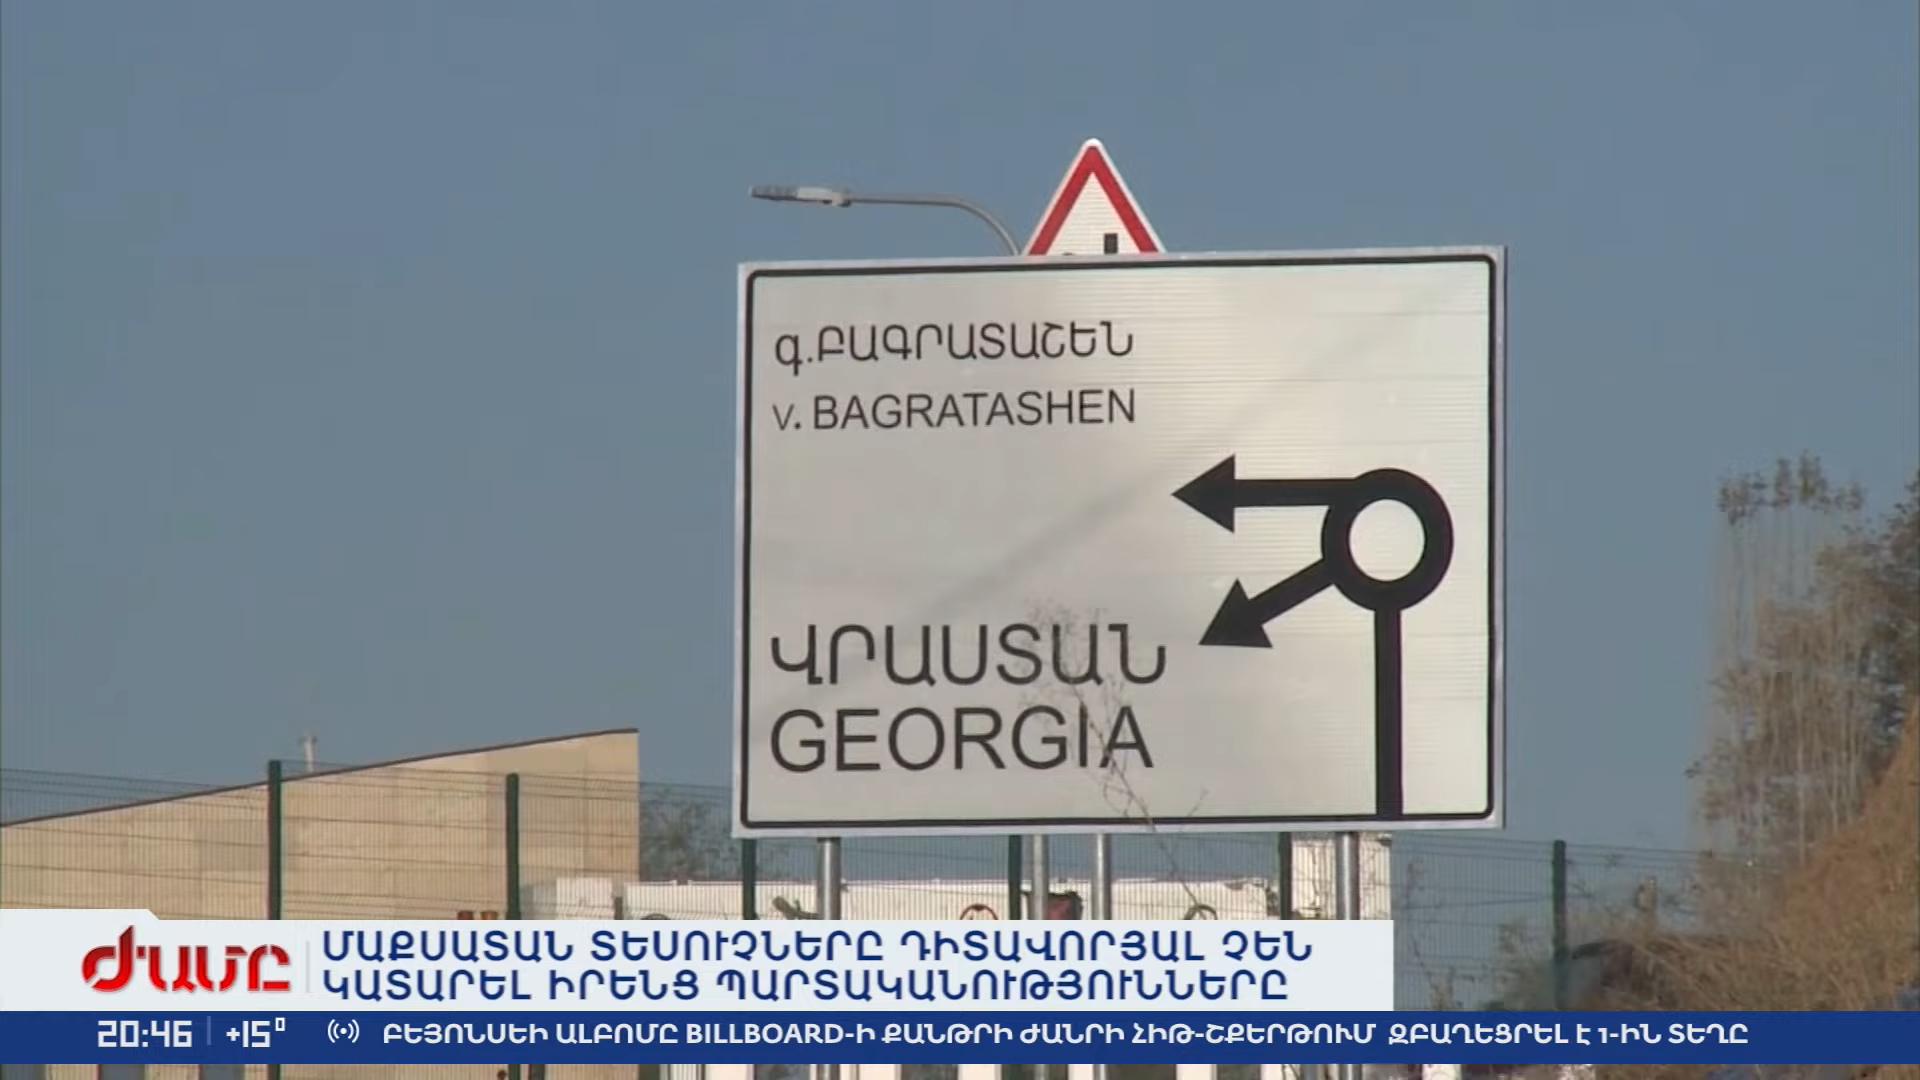 գ.ԲԱԳՐԱՏԱՇԵՆ
v. BAGRATASHEN
ՎՐԱՍՏԱՆ
GEORGIA
ԺԱՄԸ
ՄԱՔՍԱՏԱՆ ՏԵՍՈՒՉՆԵՐԸ ԴԻՏԱՎՈՐՅԱԼ ՉԵՆ
ԿԱՏԱՐԵԼ ԻՐԵՆՑ ՊԱՐՏԱԿԱՆՈՒԹՅՈՒՆՆԵՐԸ
20:46 +15° ԲԵՅՈՆՍԵԻ ԱԼԲՈՄԸ BILLBOARD-Ի ՔԱՆԹՐԻ ԺԱՆՐԻ ՀԻԹ-ՇՔԵՐԹՈՒՄ ԶԲԱՂԵՑՐԵԼ է 1-ԻՆ ՏԵՂԸ